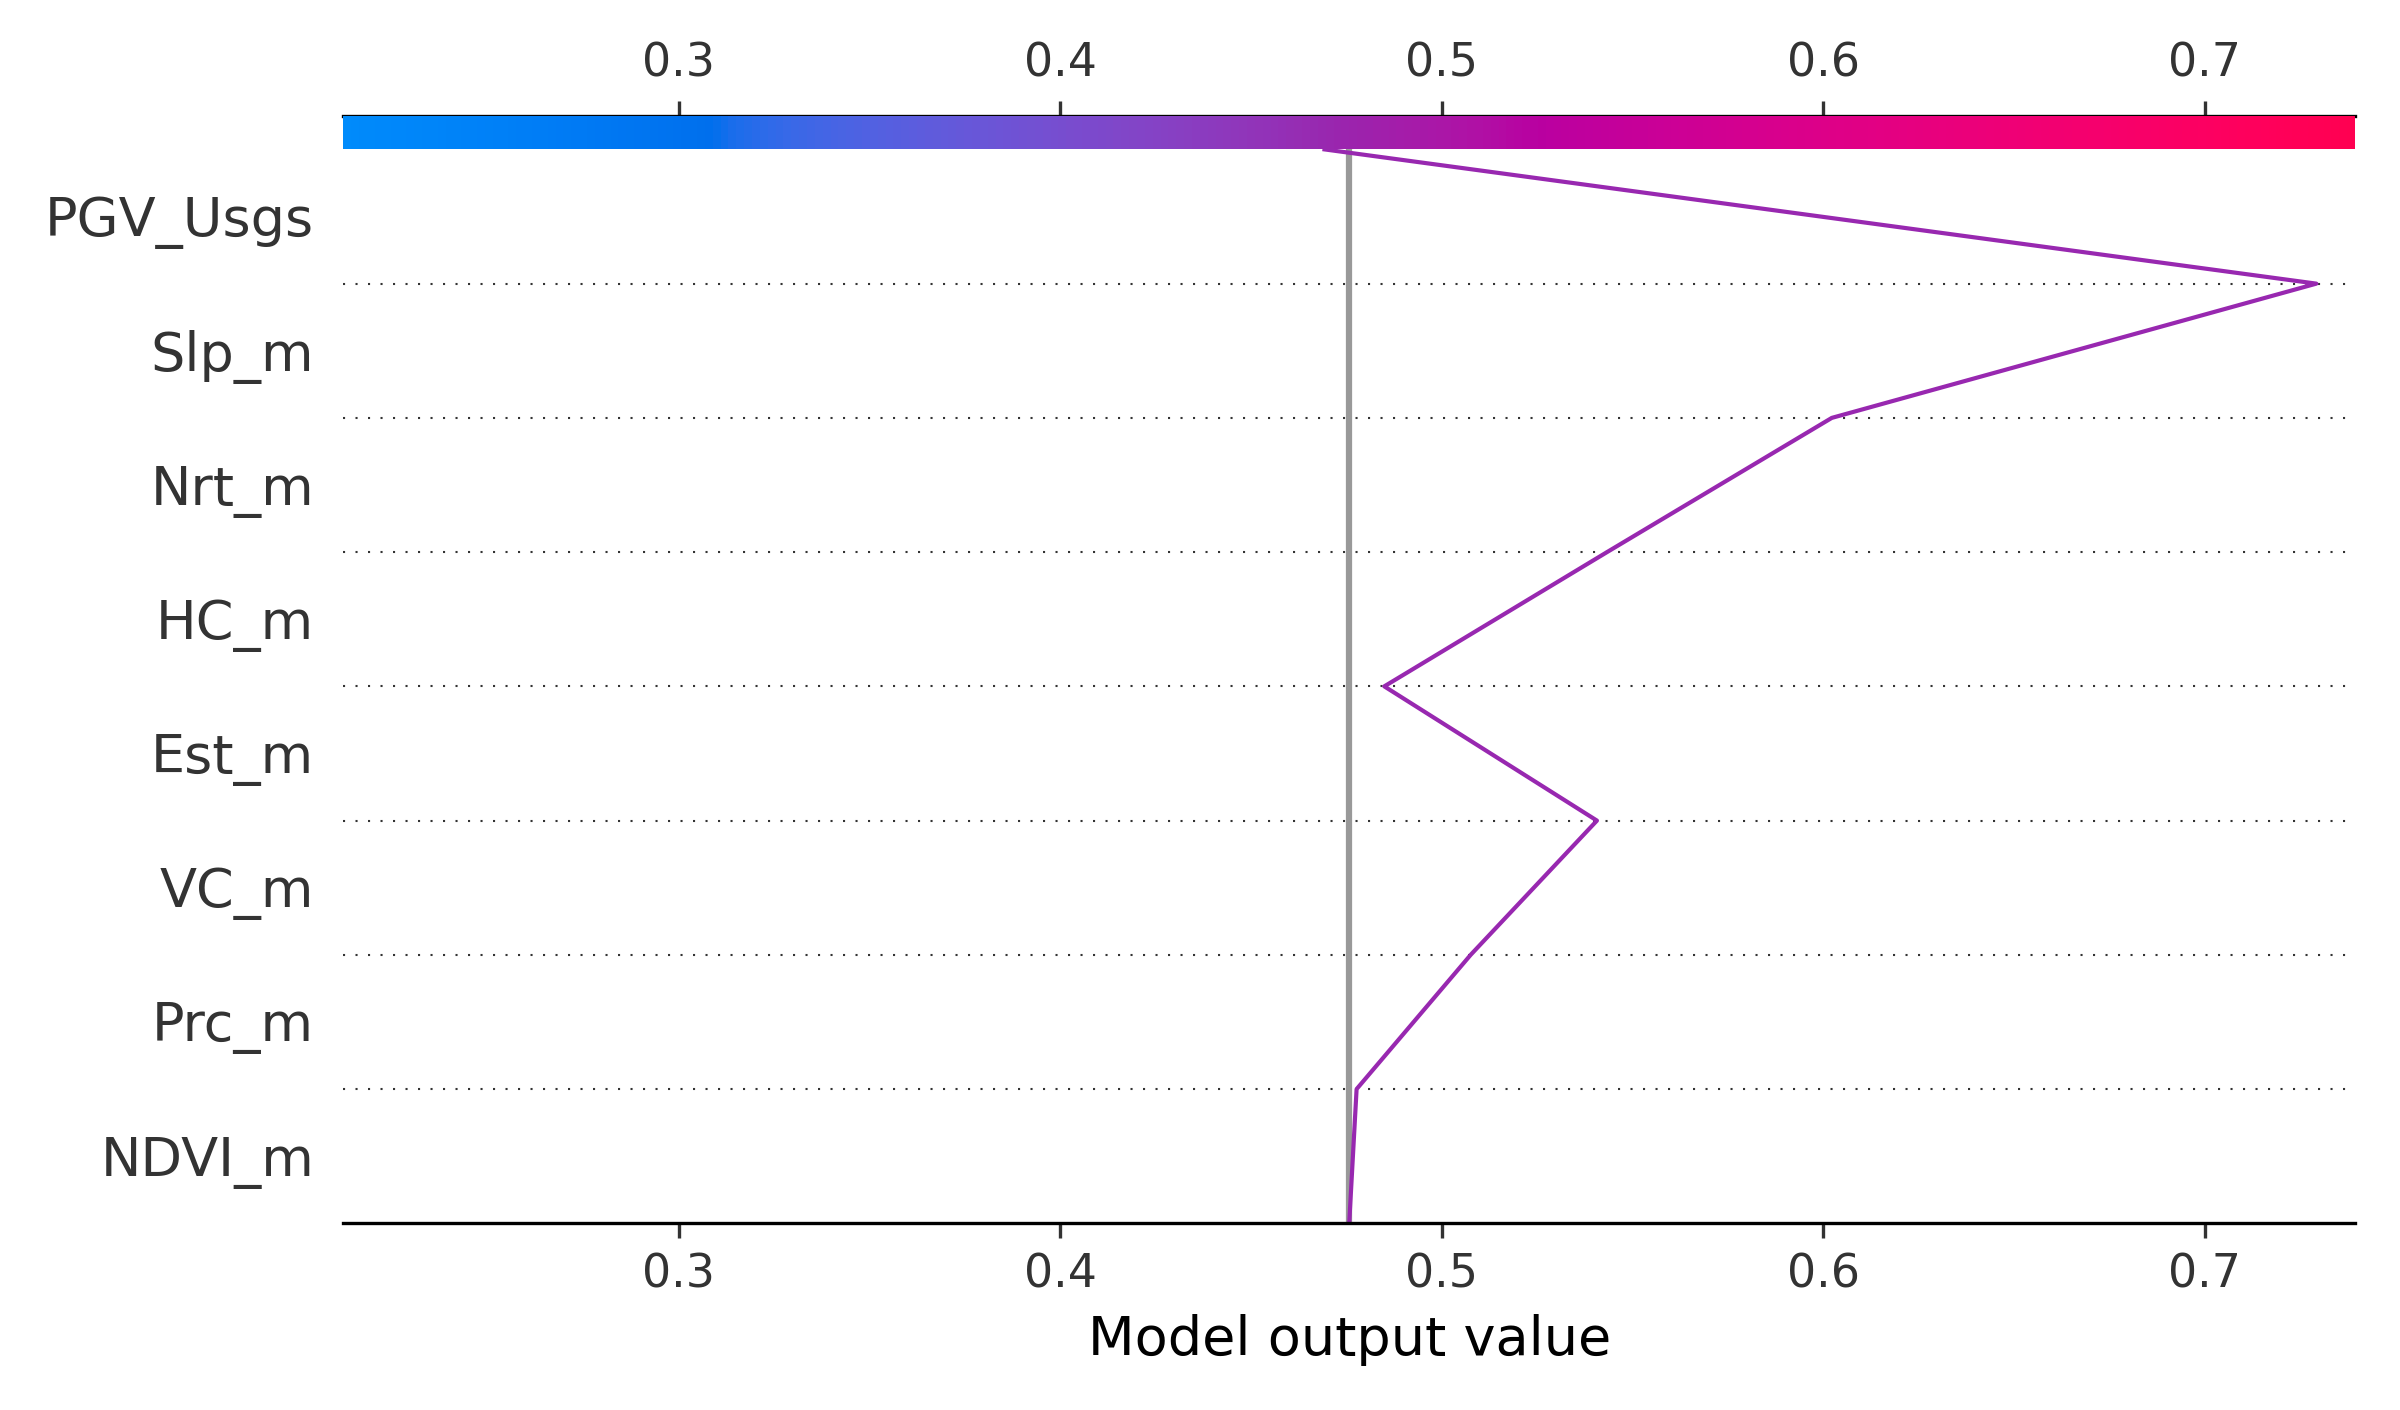 0.3 0.4 0.5 0.6 0.7
PGV_Usgs
Slp_m
Nrt_m
HC_m
Est_m
VC_m
Prc_m
NDVI_m
0.3 0.4 0.5 0.6 0.7
Model output value